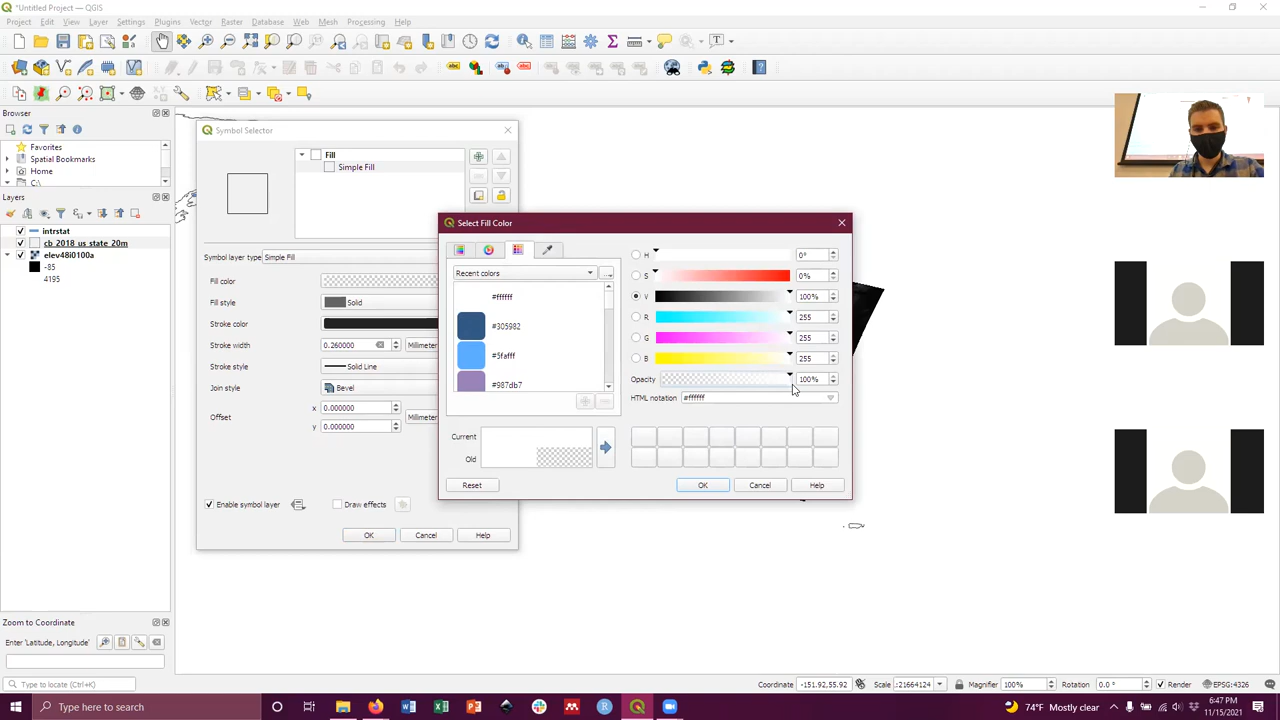 *Untitled Project — QGIS
Project Edit View Layer Settings Plugins Vector Raster Database Web Mesh Processing Help
Browser
Favorites
Spatial Bookmarks
Home
C:\
Layers
intrstat
cb_2018_us_state_20m
elev48i0100a
-85
4195
Symbol Selector
Fill
Simple Fill
Symbol layer type Simple Fill
Fill color
Fill style Solid
Stroke color
Stroke width 0.260000 Millimeter
Stroke style Solid Line
Join style Bevel
Offset x 0.000000 Millimeter
y 0.000000
Enable symbol layer Draw effects
OK Cancel Help
Select Fill Color
Recent colors ...
#ffffff
#305982
#5fafff
#987db7
H 0°
S 0%
V 100%
R 255
G 255
B 255
Opacity 100%
HTML notation #ffffff
Current
Old
Reset OK Cancel Help
Zoom to Coordinate
Enter 'Latitude, Longitude'
Type to locate (Ctrl+K)
Coordinate -151.92,55.92 Scale :21664124 Magnifier 100% Rotation 0.0 ° Render EPSG:4326
Type here to search
74°F Mostly clear
6:47 PM
11/15/2021